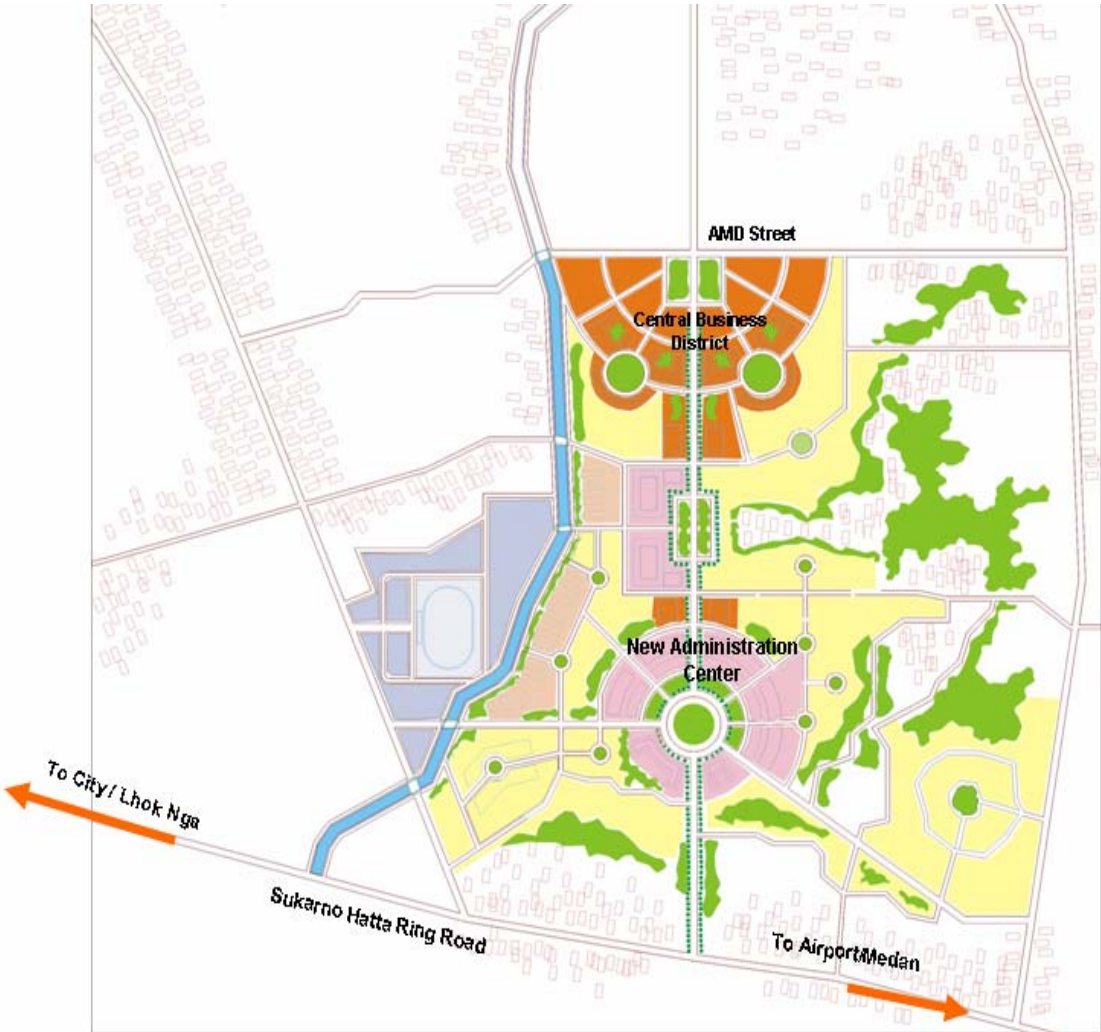 AMD Street
Central Business
District
New Administration
Center
To City / Lhok Nga
Sukarno Hatta Ring Road
To Airport/Medan